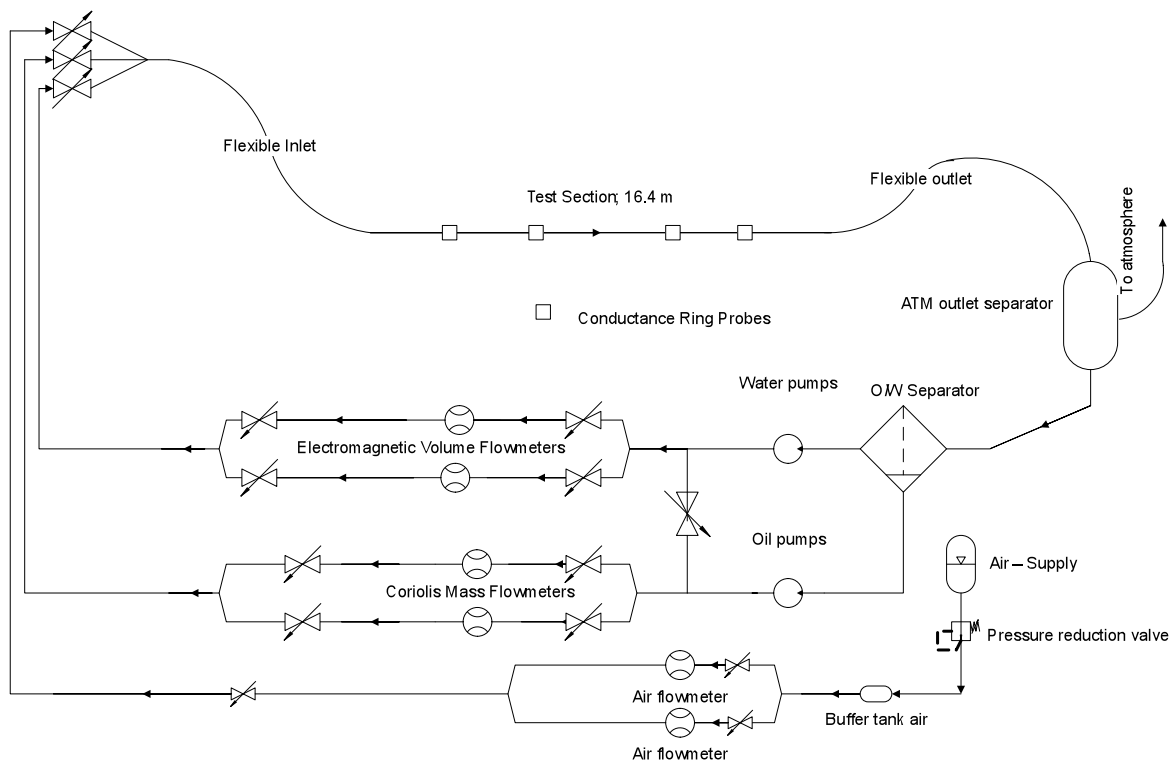 Flexible Inlet
Flexible outlet
Test Section; 16.4 m
To atmosphere
ATM outlet separator
Conductance Ring Probes
Water pumps
O/W Separator
Electromagnetic Volume Flowmeters
Oil pumps
Air – Supply
Coriolis Mass Flowmeters
Pressure reduction valve
Air flowmeter
Buffer tank air
Air flowmeter